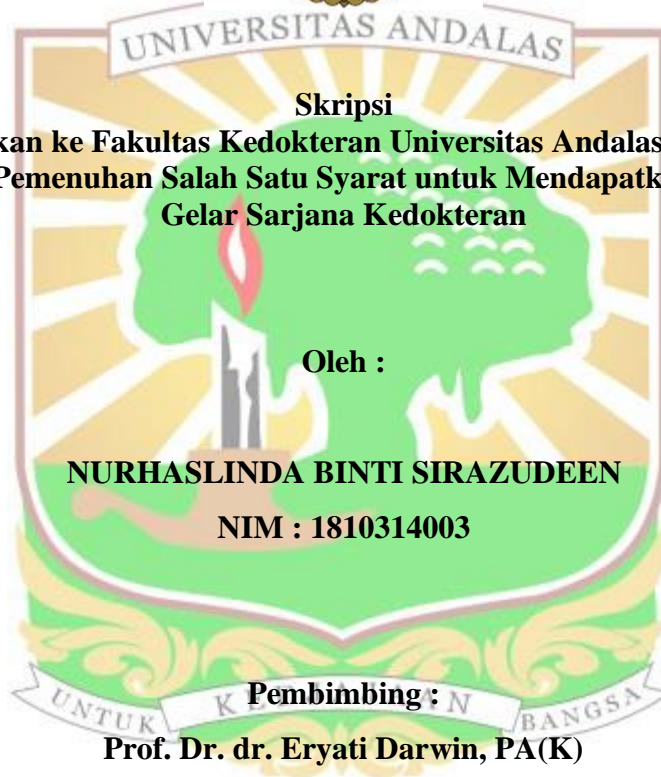 UNIVERSITAS ANDALAS
Skripsi
kan ke Fakultas Kedokteran Universitas Andalas
Pemenuhan Salah Satu Syarat untuk Mendapatk
Gelar Sarjana Kedokteran
Oleh :
NURHASLINDA BINTI SIRAZUDEEN
NIM : 1810314003
Pembimbing :
UNTUK K N BANGSA
Prof. Dr. dr. Eryati Darwin, PA(K)